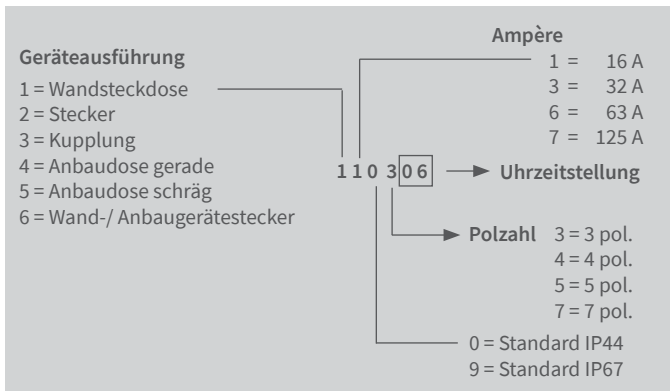 Geräteausführung
1 = Wandsteckdose
2 = Stecker
3 = Kupplung
4 = Anbaudose gerade
5 = Anbaudose schräg
6 = Wand-/ Anbaugerätestecker
Ampère
1 = 16 A
3 = 32 A
6 = 63 A
7 = 125 A
1 1 0 3 0 6
Uhrzeitstellung
Polzahl 3 = 3 pol.
4 = 4 pol.
5 = 5 pol.
7 = 7 pol.
0 = Standard IP44
9 = Standard IP67